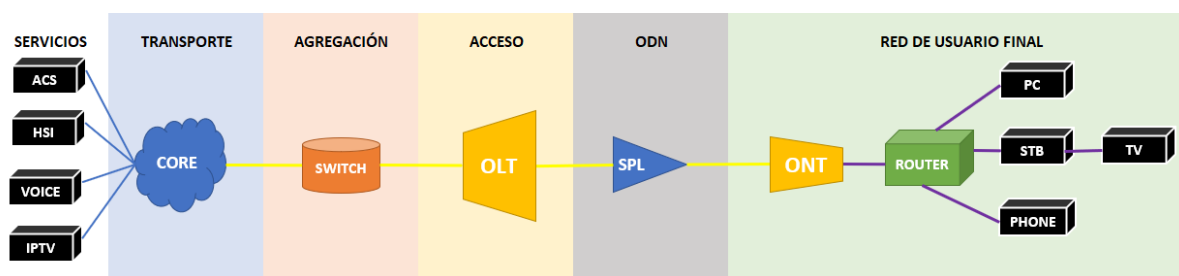 SERVICIOS
TRANSPORTE
AGREGACIÓN
ACCESO
ODN
RED DE USUARIO FINAL
ACS
HSI
VOICE
IPTV
CORE
SWITCH
OLT
SPL
ONT
ROUTER
PC
STB
TV
PHONE